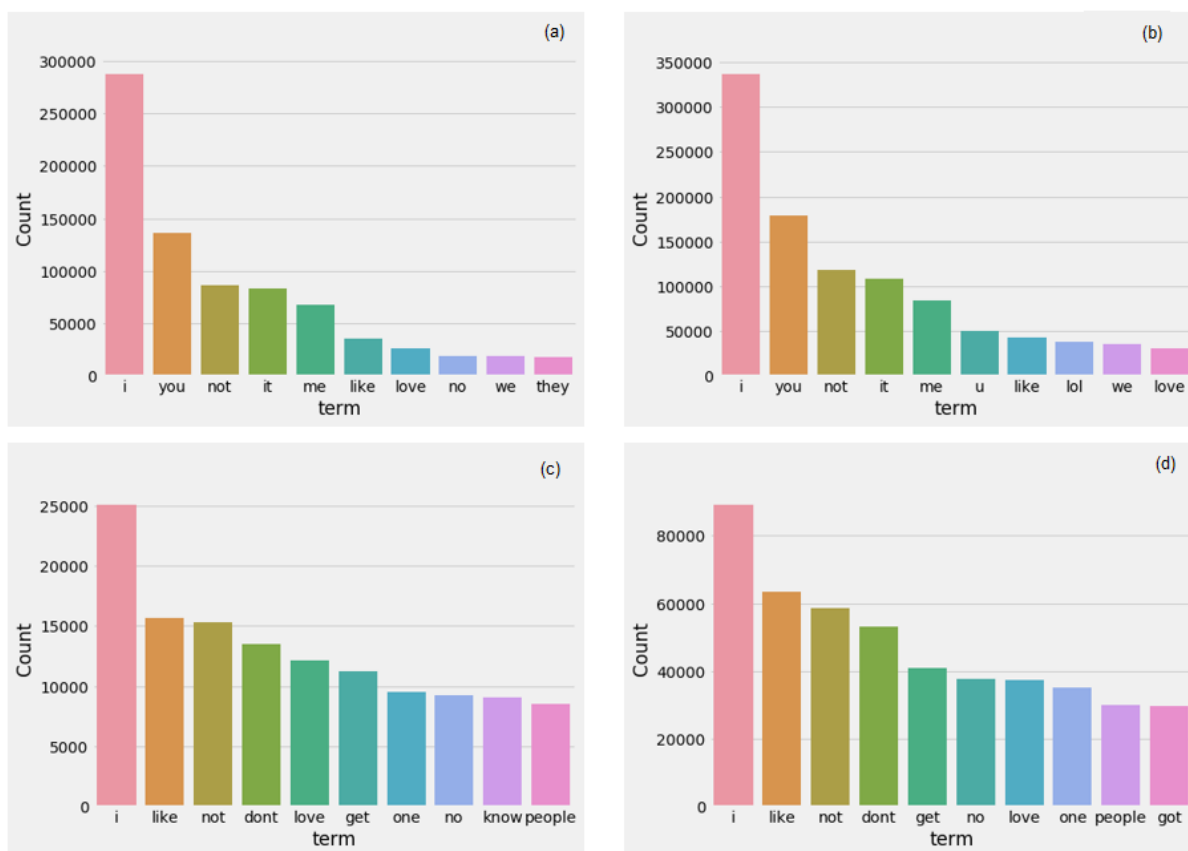 (a)
300000
250000
200000
150000
100000
50000
0
Count
i you not it me like love no we they
term
(b)
350000
300000
250000
200000
150000
100000
50000
0
Count
i you not it me u like lol we love
term
(c)
25000
20000
15000
10000
5000
0
Count
i like not dont love get one no know people
term
(d)
80000
60000
40000
20000
0
Count
i like not dont get no love one people got
term